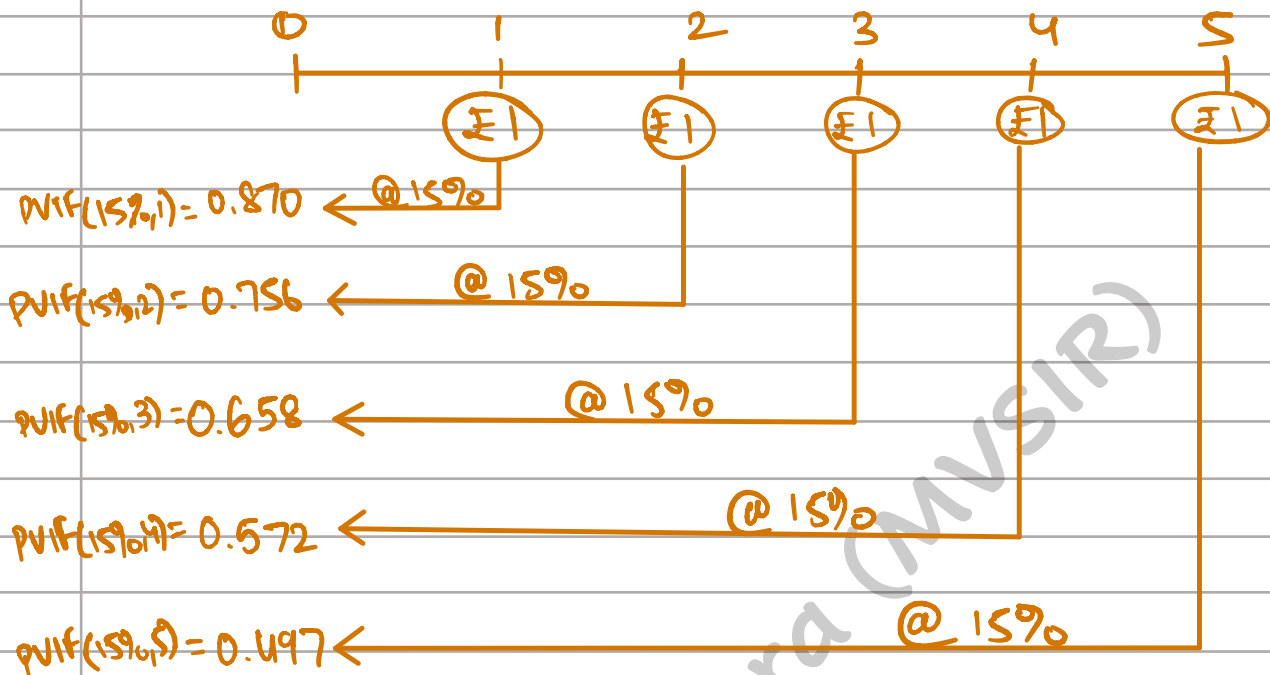 0 1 2 3 4 5
£1 £1 £1 £1 £1
PVIF(15%,1)= 0.870 @ 15%
PVIF(15%,2)= 0.756 @ 15%
PVIF(15%,3)=0.658 @ 15%
PVIF(15%,4)= 0.572 @ 15%
PVIF(15%,5)= 0.497 @ 15%
ra (MVSIR)